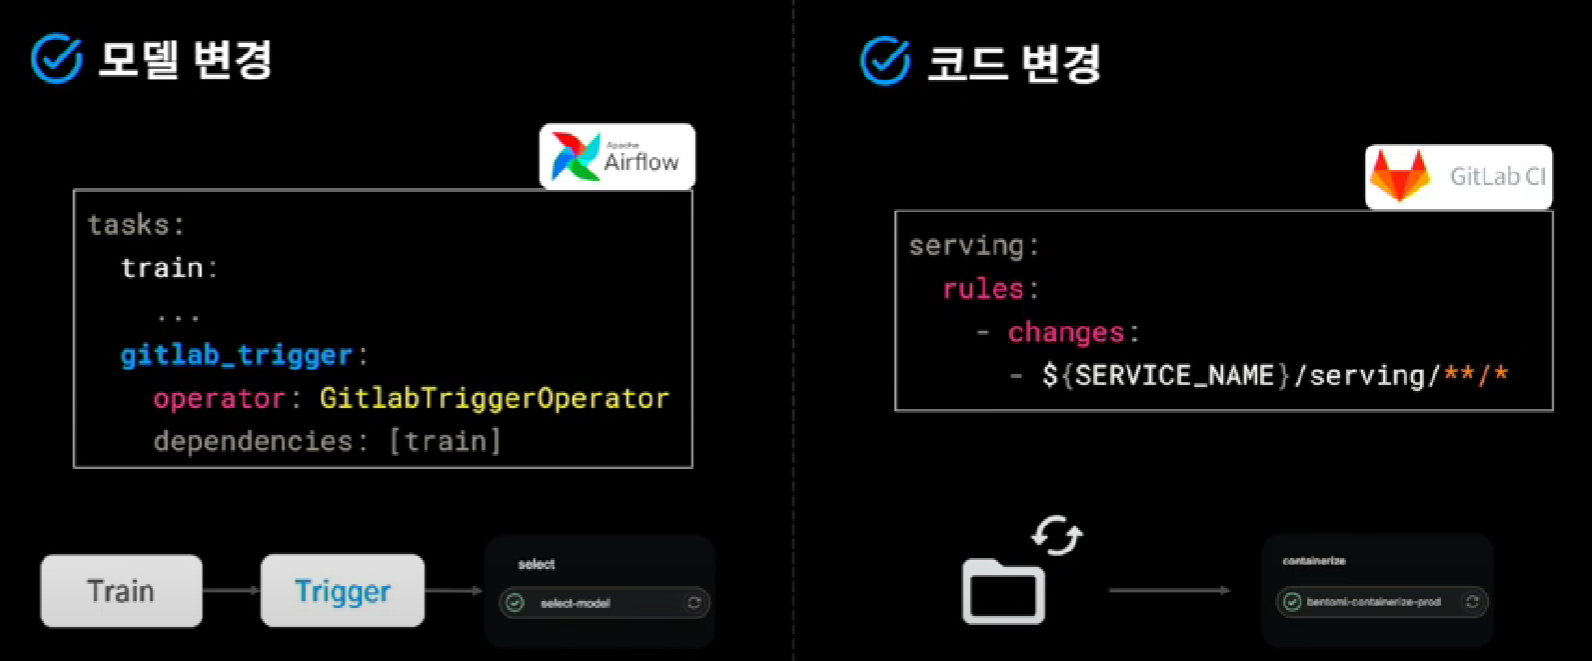 모델 변경
Apache
Airflow
tasks:
train:
...
gitlab_trigger:
operator: GitlabTriggerOperator
dependencies: [train]
Train
Trigger
select
select-model
코드 변경
GitLab CI
serving:
rules:
- changes:
- ${SERVICE_NAME}/serving/**/*
containerize
bentoml-containerize-prod